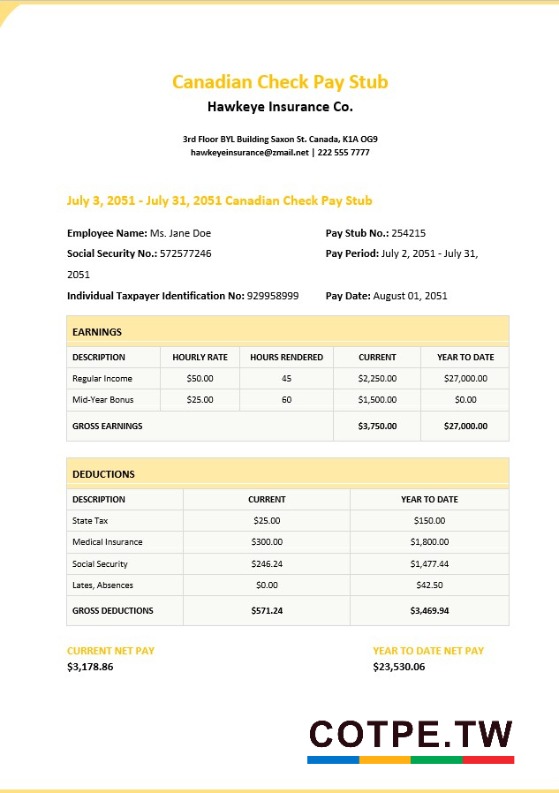 Canadian Check Pay Stub
Hawkeye Insurance Co.
3rd Floor BYL Building Saxon St. Canada, K1A OG9
hawkeyeinsurance@zmail.net | 222 555 7777
July 3, 2051 - July 31, 2051 Canadian Check Pay Stub
Employee Name: Ms. Jane Doe Pay Stub No.: 254215
Social Security No.: 572577246 Pay Period: July 2, 2051 - July 31,
2051
Individual Taxpayer Identification No: 929958999 Pay Date: August 01, 2051
EARNINGS
DESCRIPTION HOURLY RATE HOURS RENDERED CURRENT YEAR TO DATE
Regular Income $50.00 45 $2,250.00 $27,000.00
Mid-Year Bonus $25.00 60 $1,500.00 $0.00
GROSS EARNINGS $3,750.00 $27,000.00
DEDUCTIONS
DESCRIPTION CURRENT YEAR TO DATE
State Tax $25.00 $150.00
Medical Insurance $300.00 $1,800.00
Social Security $246.24 $1,477.44
Lates, Absences $0.00 $42.50
GROSS DEDUCTIONS $571.24 $3,469.94
CURRENT NET PAY YEAR TO DATE NET PAY
$3,178.86 $23,530.06
COTPE.TW